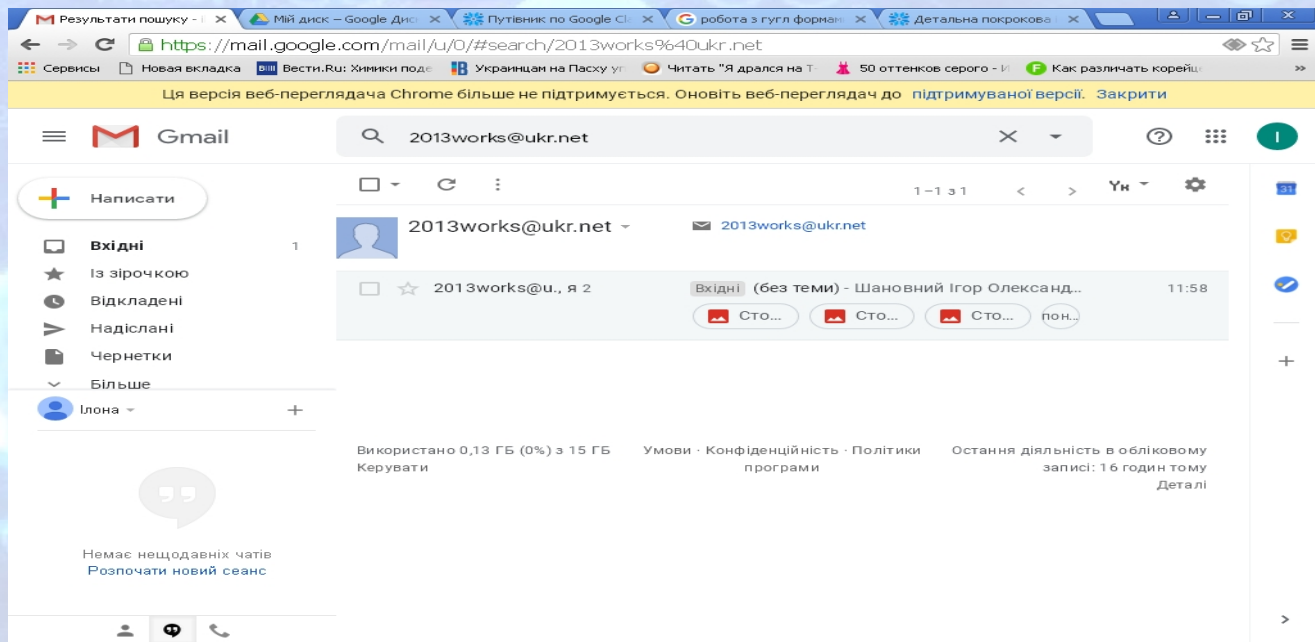 Результати пошуку - Мій диск – Google Дис Путівник по Google Cl робота з гугл формам Детальна покрокова
https://mail.google.com/mail/u/0/#search/2013works%40ukr.net
Сервисы Новая вкладка Вести.Ru: Химики поде Украинцам на Пасху уг Читать "Я дрался на Т- 50 оттенков серого - И Как различать корейц »
Ця версія веб-переглядача Chrome більше не підтримується. Оновіть веб-переглядач до підтримуваної версії. Закрити
Gmail 2013works@ukr.net I
Написати 1–1 з 1 Ук 31
2013works@ukr.net 2013works@ukr.net
Вхідні 1
Із зірочкою
2013works@u., я 2 Вхідні (без теми) - Шановний Ігор Олександ... 11:58
Відкладені
Сто... Сто... Сто... пон...
Надіслані
Чернетки
Більше
Ілона
Використано 0,13 ГБ (0%) з 15 ГБ Умови · Конфіденційність · Політики Остання діяльність в обліковому
Керувати програми записі: 16 годин тому
Деталі
Немає нещодавніх чатів
Розпочати новий сеанс